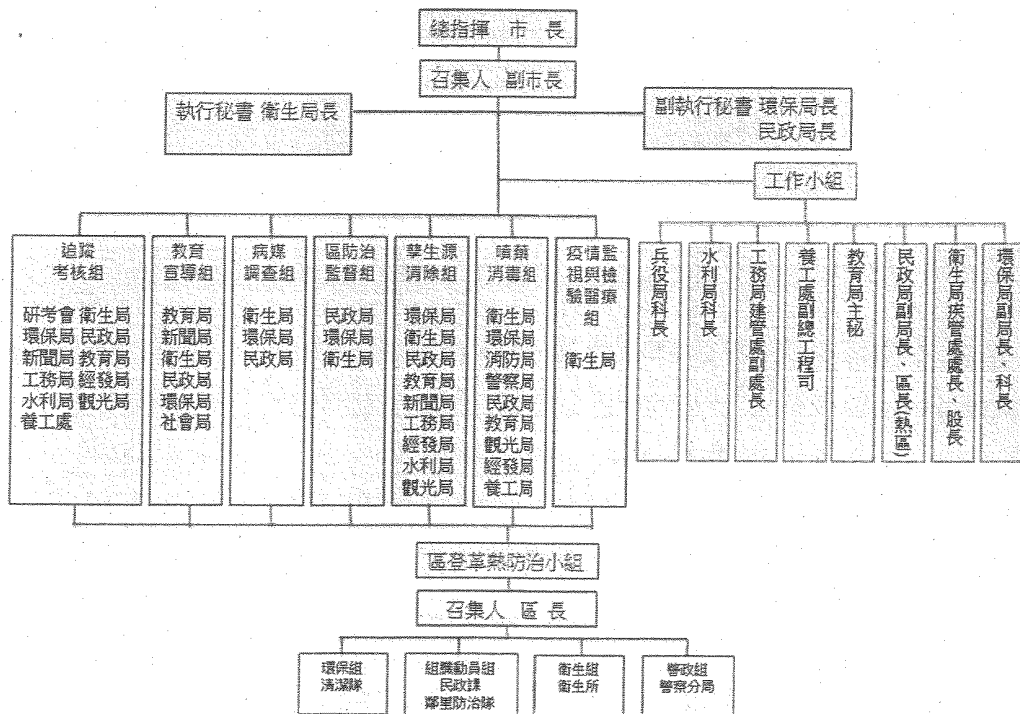 總指揮 市 長
召集人 副市長
執行秘書 衛生局長
副執行秘書 環保局長
民政局長
工作小組
追蹤
考核組
研考會 衛生局
環保局 民政局
新聞局 教育局
工務局 經發局
水利局 觀光局
養工處
教育
宣導組
教育局
新聞局
衛生局
民政局
環保局
社會局
病媒
調查組
衛生局
環保局
民政局
區防治
監督組
民政局
環保局
衛生局
孳生源
消除組
環保局
衛生局
民政局
教育局
新聞局
工務局
經發局
水利局
觀光局
噴藥
消毒組
衛生局
環保局
消防局
警察局
民政局
教育局
觀光局
經發局
養工局
疫情監
視與檢
驗醫療
組
衛生局
兵役局科長
水利局科長
工務局建管處副處長
養工處副總工程司
教育局主秘
民政局副局長、區長(熱區)
衛生局疾管處處長、股長
環保局副局長、科長
區登革熱防治小組
召集人 區 長
環保組
清潔隊
組織動員組
民政課
鄰里防治隊
衛生組
衛生所
警政組
警察分局